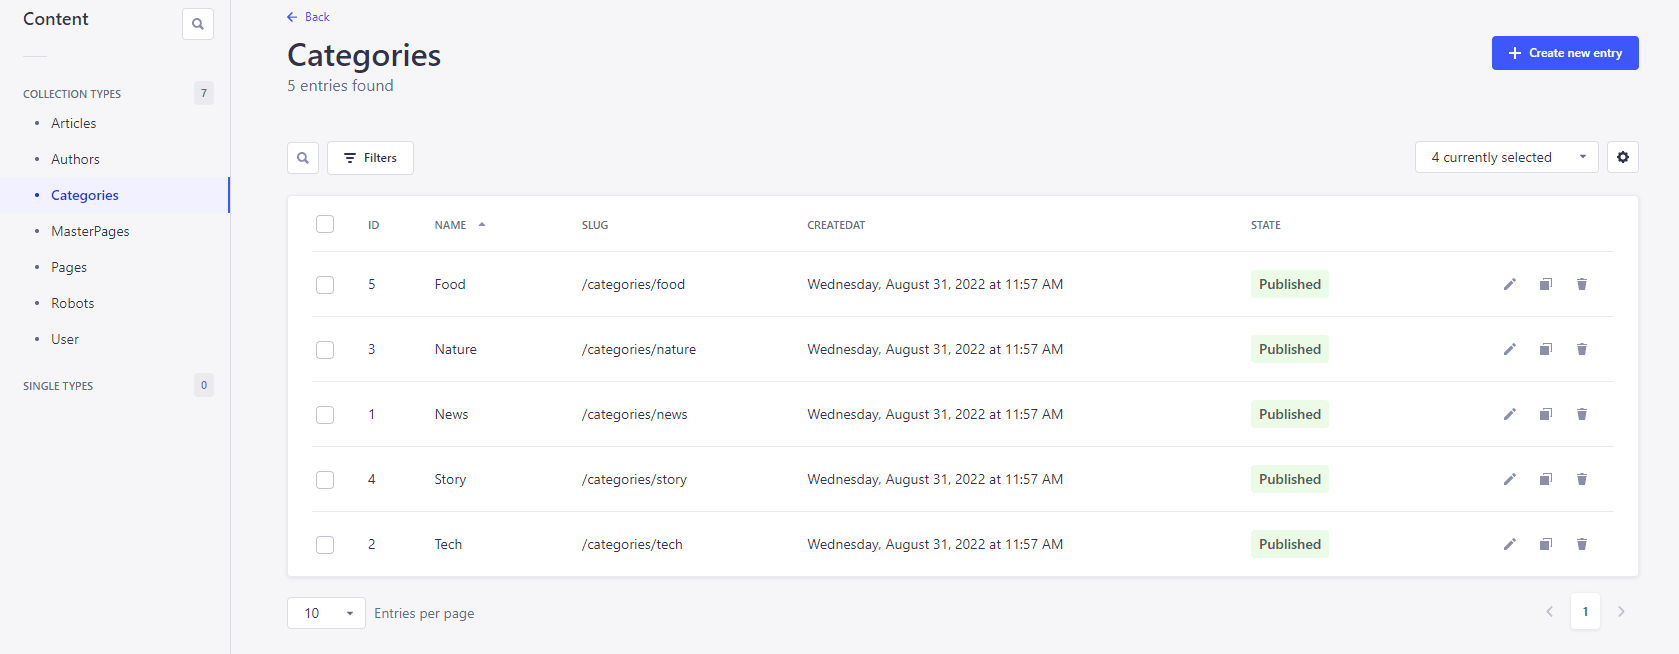 Content
COLLECTION TYPES 7
Articles
Authors
Categories
MasterPages
Pages
Robots
User
SINGLE TYPES 0
Back
Categories
5 entries found
Create new entry
Filters
4 currently selected
ID NAME SLUG CREATEDAT STATE
5 Food /categories/food Wednesday, August 31, 2022 at 11:57 AM Published
3 Nature /categories/nature Wednesday, August 31, 2022 at 11:57 AM Published
1 News /categories/news Wednesday, August 31, 2022 at 11:57 AM Published
4 Story /categories/story Wednesday, August 31, 2022 at 11:57 AM Published
2 Tech /categories/tech Wednesday, August 31, 2022 at 11:57 AM Published
10 Entries per page
1